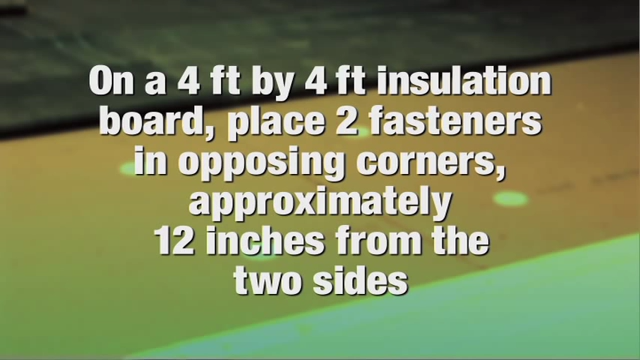 On a 4 ft by 4 ft insulation
board, place 2 fasteners
in opposing corners,
approximately
12 inches from the
two sides